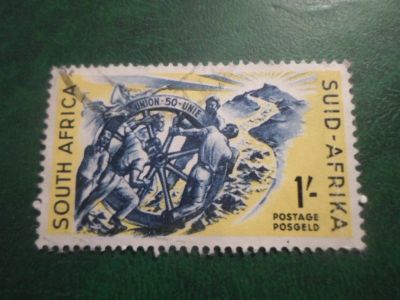 SOUTH AFRICA
UNION-50-UNIE
SUID-AFRIKA
1/-
POSTAGE
POSGELD